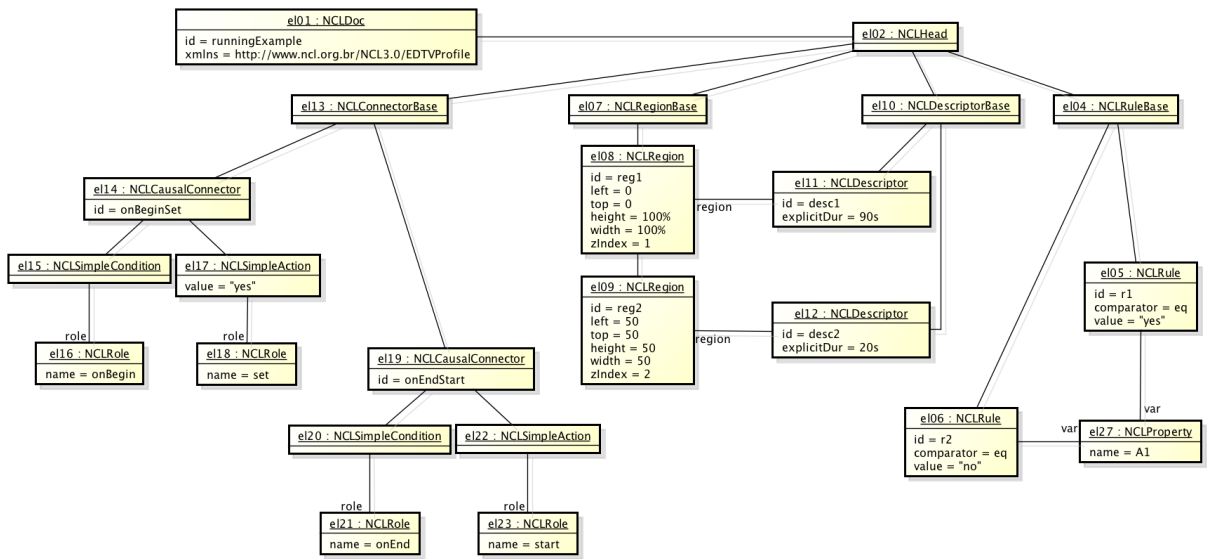 el01 : NCLDoc
id = runningExample
xmlns = http://www.ncl.org.br/NCL3.0/EDTVProfile
el02 : NCLHead
el13 : NCLConnectorBase
el07 : NCLRegionBase
el10 : NCLDescriptorBase
el04 : NCLRuleBase
el08 : NCLRegion
id = reg1
left = 0
top = 0
height = 100%
width = 100%
zIndex = 1
el11 : NCLDescriptor
id = desc1
explicitDur = 90s
region
el14 : NCLCausalConnector
id = onBeginSet
el15 : NCLSimpleCondition
el17 : NCLSimpleAction
value = "yes"
role
role
el16 : NCLRole
name = onBegin
el18 : NCLRole
name = set
el09 : NCLRegion
id = reg2
left = 50
top = 50
height = 50
width = 50
zIndex = 2
el12 : NCLDescriptor
id = desc2
explicitDur = 20s
region
el05 : NCLRule
id = r1
comparator = eq
value = "yes"
el19 : NCLCausalConnector
id = onEndStart
el20 : NCLSimpleCondition
el22 : NCLSimpleAction
role
role
el21 : NCLRole
name = onEnd
el23 : NCLRole
name = start
el06 : NCLRule
id = r2
comparator = eq
value = "no"
var
var
el27 : NCLProperty
name = A1